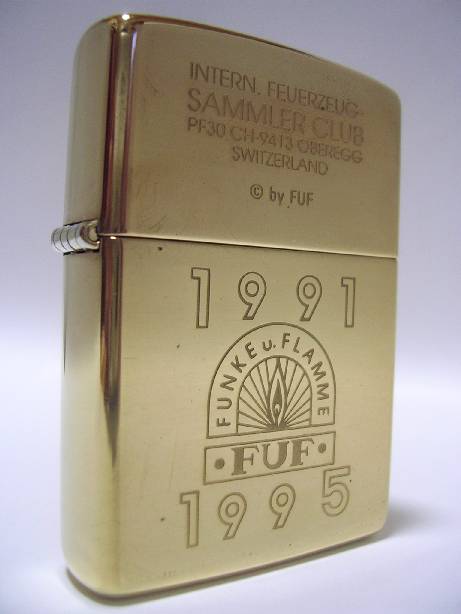 INTERN. FEUERZEUG-
SAMMLER CLUB
PF30 CH-9413 OBEREGG
SWITZERLAND
© by FUF
1991
FUNKE u. FLAMME
• FUF •
1995